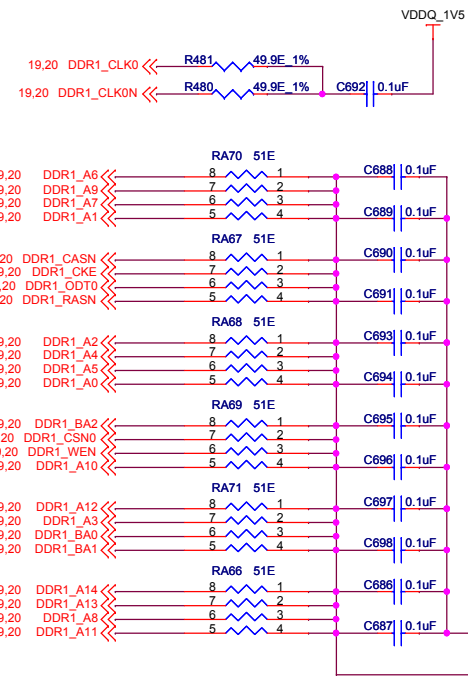 VDDQ_1V5
19,20 DDR1_CLK0 R481 49.9E_1%
19,20 DDR1_CLK0N R480 49.9E_1% C692 0.1uF
RA70 51E
9,20 DDR1_A6 8 1 C688 0.1uF
9,20 DDR1_A9 7 2
9,20 DDR1_A7 6 3
9,20 DDR1_A1 5 4 C689 0.1uF
RA67 51E
20 DDR1_CASN 8 1 C690 0.1uF
9,20 DDR1_CKE 7 2
,20 DDR1_ODT0 6 3
20 DDR1_RASN 5 4 C691 0.1uF
RA68 51E
9,20 DDR1_A2 8 1 C693 0.1uF
9,20 DDR1_A4 7 2
9,20 DDR1_A5 6 3
9,20 DDR1_A0 5 4 C694 0.1uF
RA69 51E
9,20 DDR1_BA2 8 1 C695 0.1uF
20 DDR1_CSN0 7 2
9,20 DDR1_WEN 6 3
9,20 DDR1_A10 5 4 C696 0.1uF
RA71 51E
9,20 DDR1_A12 8 1 C697 0.1uF
9,20 DDR1_A3 7 2
9,20 DDR1_BA0 6 3
9,20 DDR1_BA1 5 4 C698 0.1uF
RA66 51E
9,20 DDR1_A14 8 1 C686 0.1uF
9,20 DDR1_A13 7 2
9,20 DDR1_A8 6 3
9,20 DDR1_A11 5 4 C687 0.1uF